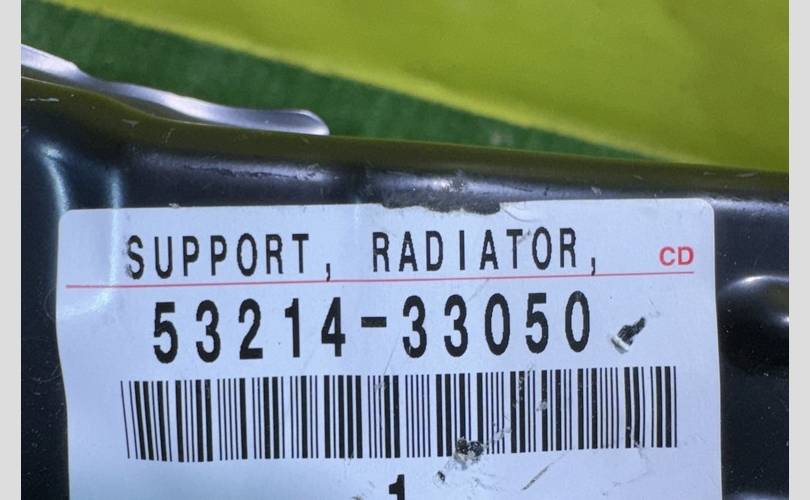 SUPPORT, RADIATOR, CD
53214-33050
1